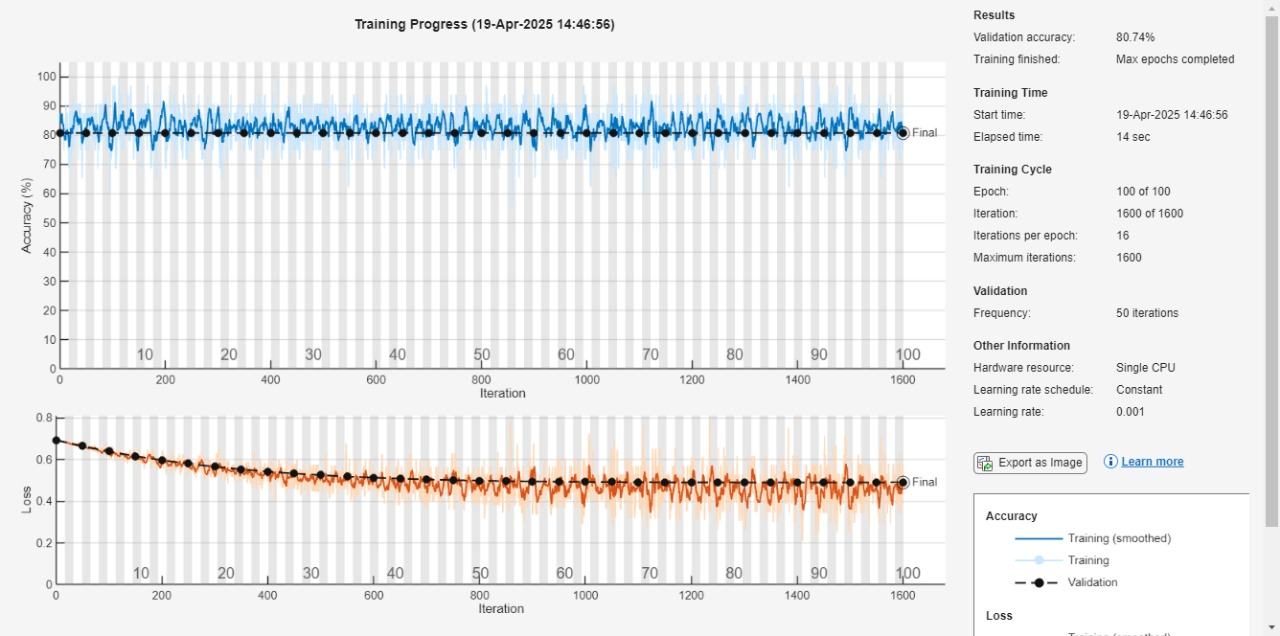 Training Progress (19-Apr-2025 14:46:56)
100
90
80
70
60
50
40
30
20
10
0
Accuracy (%)
Final
10 20 30 40 50 60 70 80 90 100
0 200 400 600 800 1000 1200 1400 1600
Iteration
0.8
0.6
0.4
0.2
0
Loss
Final
10 20 30 40 50 60 70 80 90 100
0 200 400 600 800 1000 1200 1400 1600
Iteration
Results
Validation accuracy: 80.74%
Training finished: Max epochs completed
Training Time
Start time: 19-Apr-2025 14:46:56
Elapsed time: 14 sec
Training Cycle
Epoch: 100 of 100
Iteration: 1600 of 1600
Iterations per epoch: 16
Maximum iterations: 1600
Validation
Frequency: 50 iterations
Other Information
Hardware resource: Single CPU
Learning rate schedule: Constant
Learning rate: 0.001
Export as Image
Learn more
Accuracy
Training (smoothed)
Training
Validation
Loss
Training (smoothed)